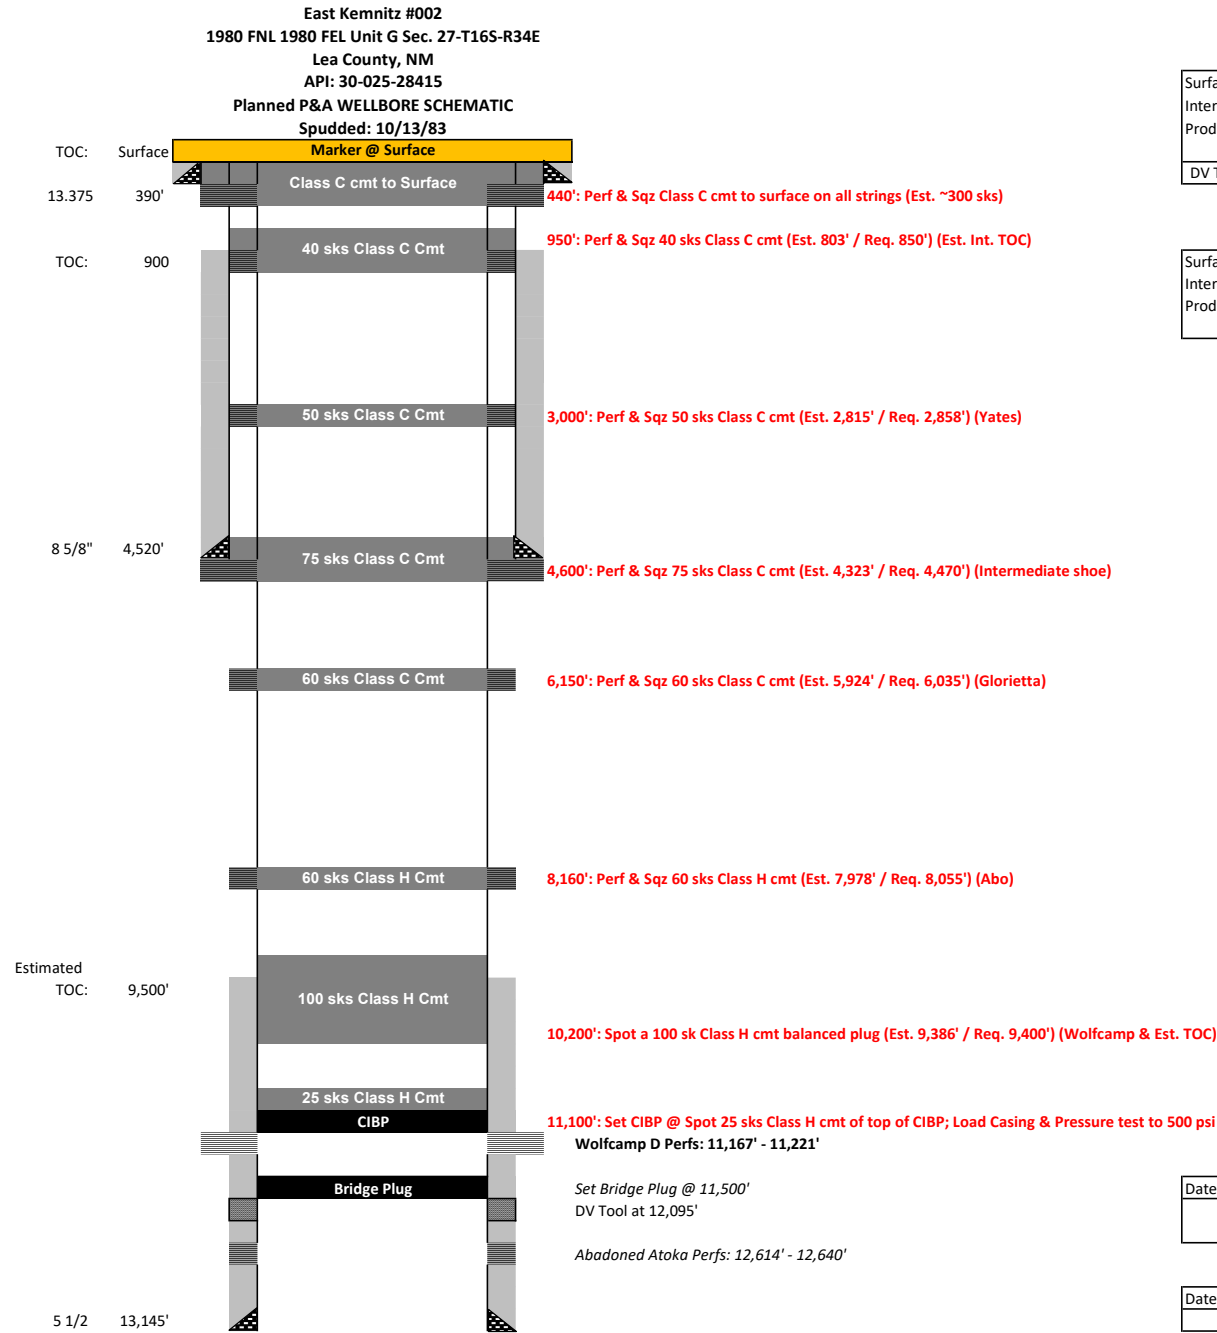 East Kemnitz #002
1980 FNL 1980 FEL Unit G Sec. 27-T16S-R34E
Lea County, NM
API: 30-025-28415
Planned P&A WELLBORE SCHEMATIC
Spudded: 10/13/83
Surfa
Inter
Prod
DV T
TOC: Surface Marker @ Surface
Class C cmt to Surface
13.375 390' 440': Perf & Sqz Class C cmt to surface on all strings (Est. ~300 sks)
40 sks Class C Cmt 950': Perf & Sqz 40 sks Class C cmt (Est. 803' / Req. 850') (Est. Int. TOC)
TOC: 900
Surfa
Inter
Prod
50 sks Class C Cmt 3,000': Perf & Sqz 50 sks Class C cmt (Est. 2,815' / Req. 2,858') (Yates)
8 5/8" 4,520'
75 sks Class C Cmt 4,600': Perf & Sqz 75 sks Class C cmt (Est. 4,323' / Req. 4,470') (Intermediate shoe)
60 sks Class C Cmt 6,150': Perf & Sqz 60 sks Class C cmt (Est. 5,924' / Req. 6,035') (Glorietta)
60 sks Class H Cmt 8,160': Perf & Sqz 60 sks Class H cmt (Est. 7,978' / Req. 8,055') (Abo)
Estimated
TOC: 9,500'
100 sks Class H Cmt
10,200': Spot a 100 sk Class H cmt balanced plug (Est. 9,386' / Req. 9,400') (Wolfcamp & Est. TOC)
25 sks Class H Cmt
CIBP 11,100': Set CIBP @ Spot 25 sks Class H cmt of top of CIBP; Load Casing & Pressure test to 500 psi
Wolfcamp D Perfs: 11,167' - 11,221'
Bridge Plug Set Bridge Plug @ 11,500'
DV Tool at 12,095'
Date
Abadoned Atoka Perfs: 12,614' - 12,640'
Date
5 1/2 13,145'